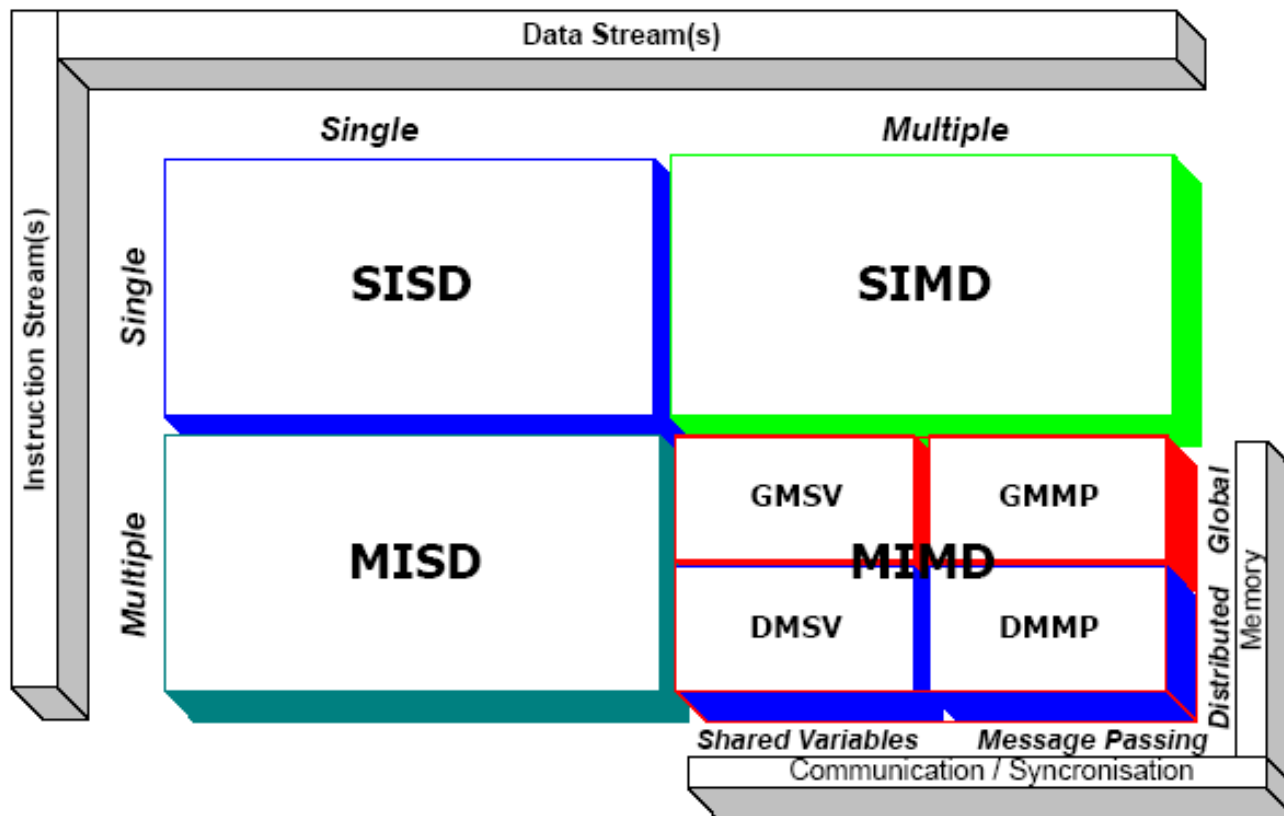 Data Stream(s)
Instruction Stream(s)
Single
Multiple
Single
SISD
SIMD
Multiple
MISD
MIMD
GMSV
GMMP
DMSV
DMMP
Global
Distributed
Memory
Shared Variables
Message Passing
Communication / Syncronisation